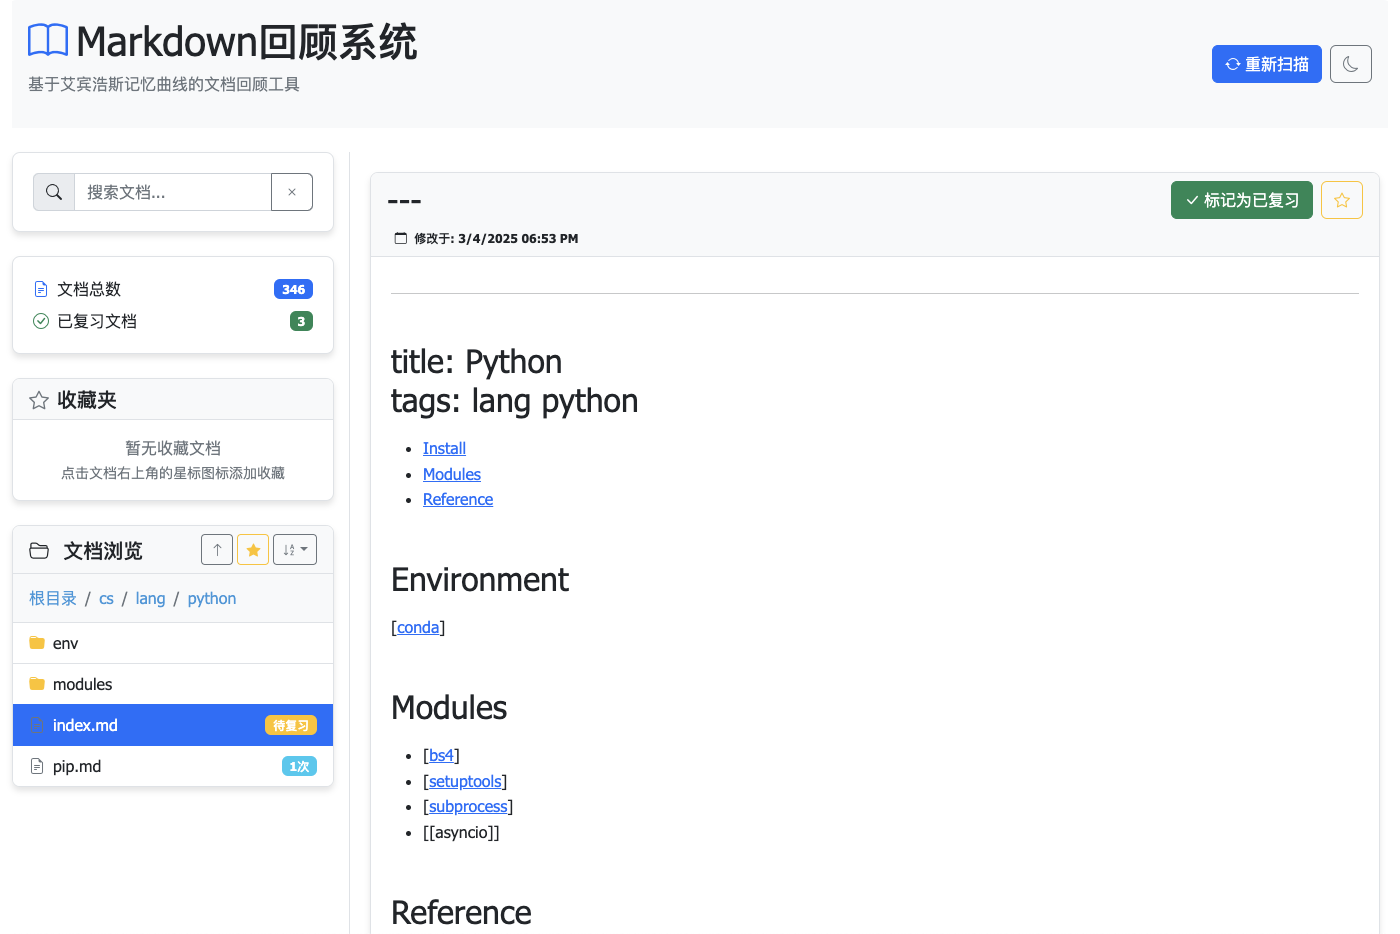 Markdown回顾系统
基于艾宾浩斯记忆曲线的文档回顾工具
重新扫描
搜索文档...
×
文档总数 346
已复习文档 3
收藏夹
暂无收藏文档
点击文档右上角的星标图标添加收藏
文档浏览
根目录 / cs / lang / python
env
modules
index.md 待复习
pip.md 1次
---
标记为已复习
修改于: 3/4/2025 06:53 PM
title: Python
tags: lang python
• Install
• Modules
• Reference
Environment
[conda]
Modules
• [bs4]
• [setuptools]
• [subprocess]
• [[asyncio]]
Reference